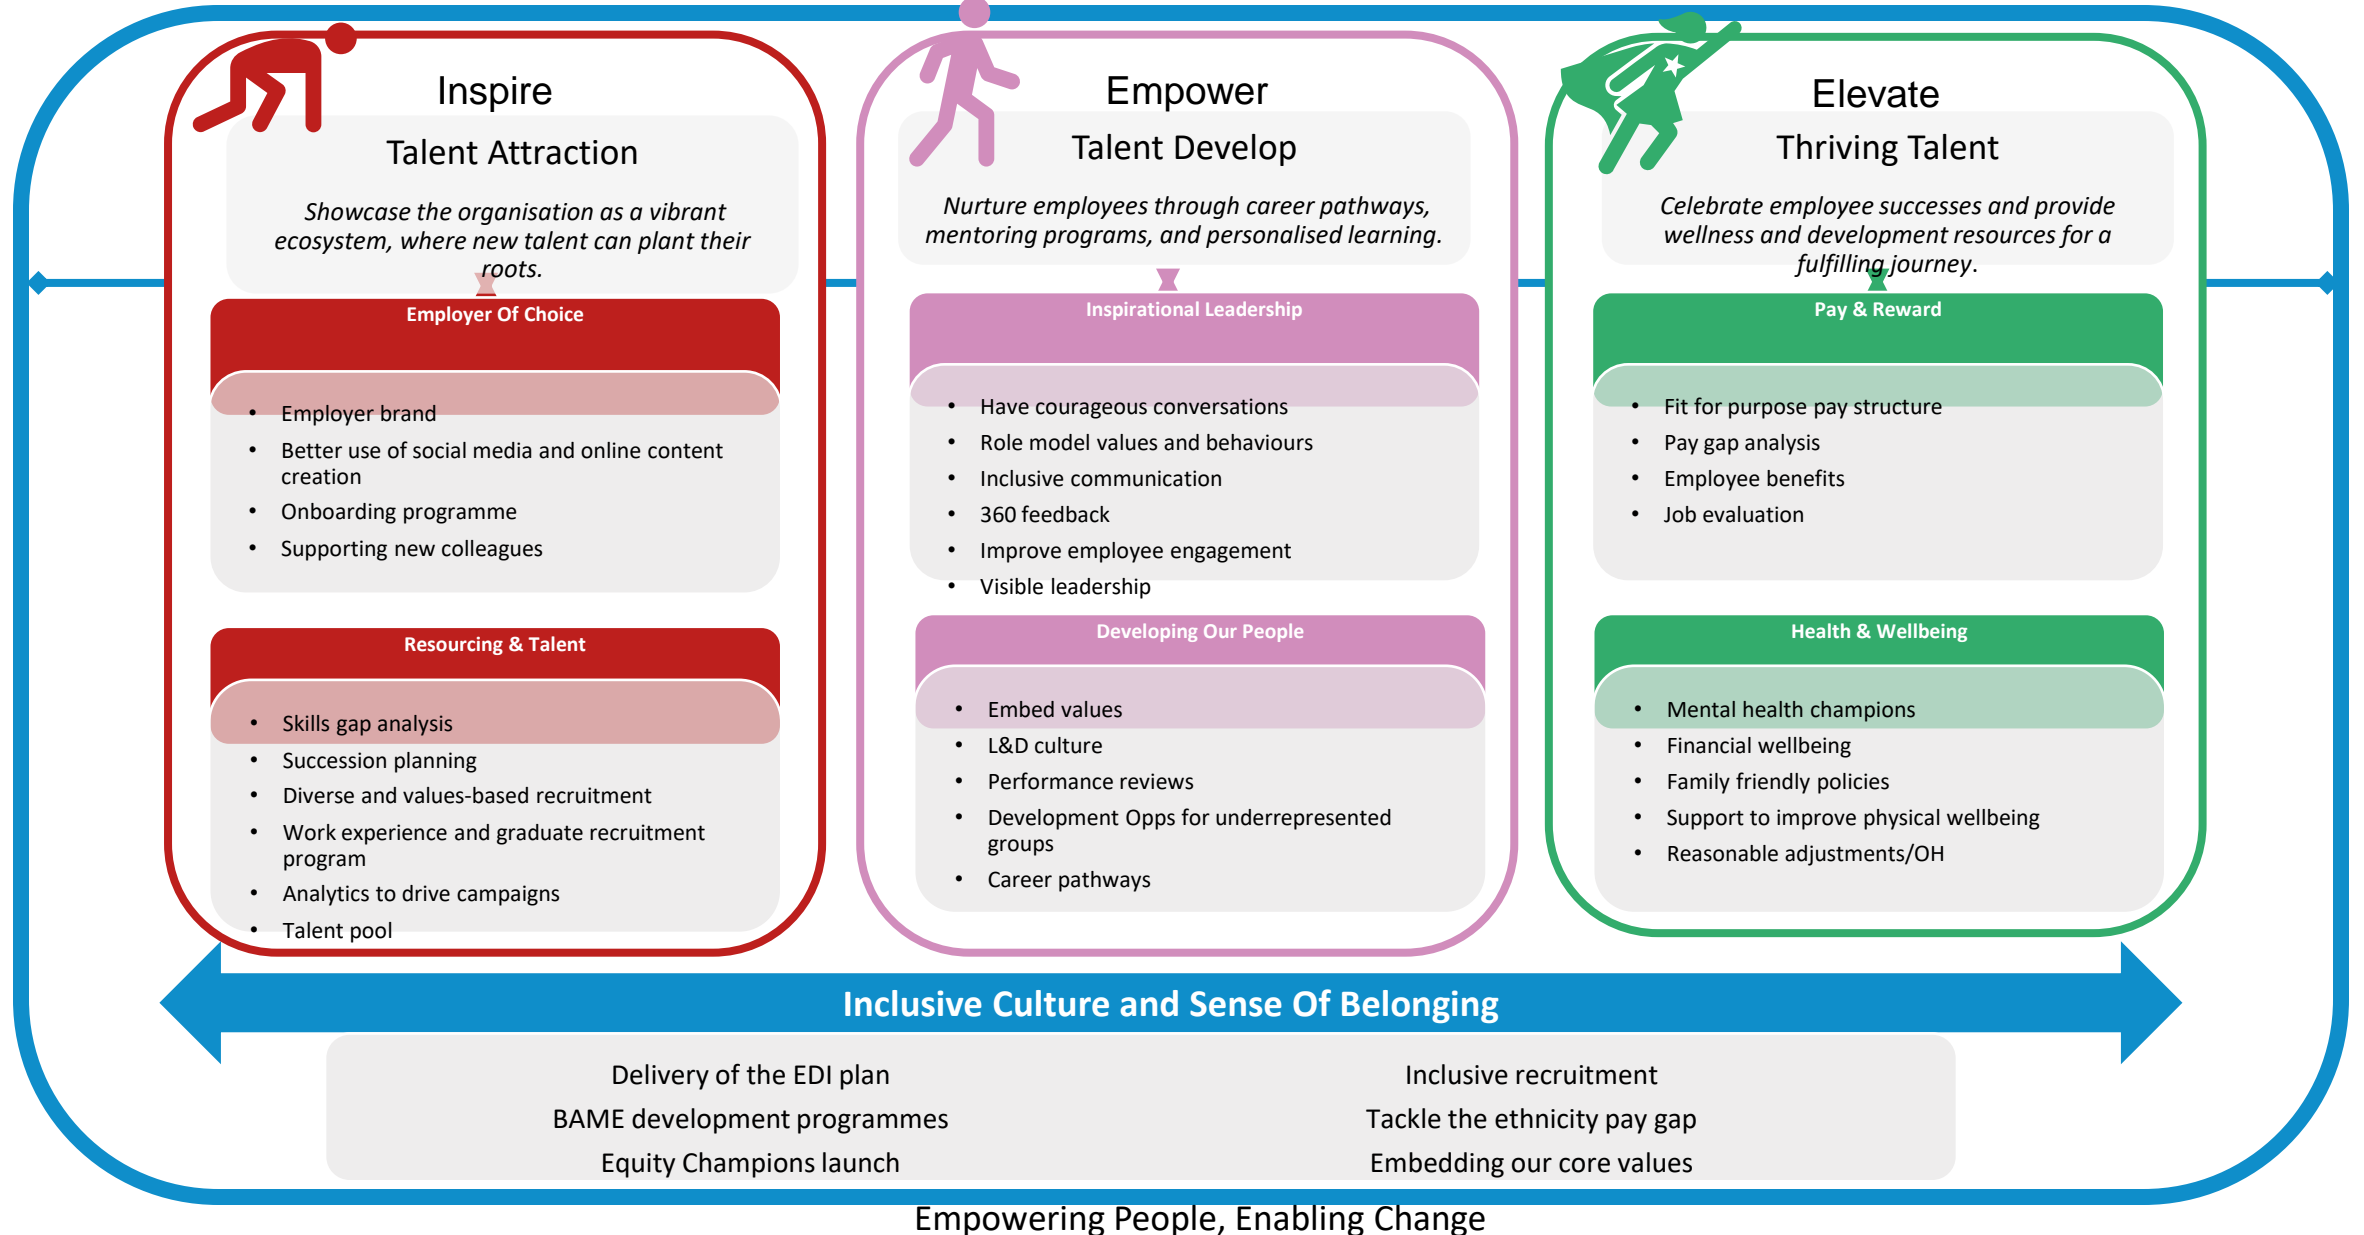 Inspire
Talent Attraction
Showcase the organisation as a vibrant
ecosystem, where new talent can plant their
roots.
Employer Of Choice
• Employer brand
• Better use of social media and online content
creation
• Onboarding programme
• Supporting new colleagues
Resourcing & Talent
• Skills gap analysis
• Succession planning
• Diverse and values-based recruitment
• Work experience and graduate recruitment
program
• Analytics to drive campaigns
• Talent pool
Empower
Talent Develop
Nurture employees through career pathways,
mentoring programs, and personalised learning.
Inspirational Leadership
• Have courageous conversations
• Role model values and behaviours
• Inclusive communication
• 360 feedback
• Improve employee engagement
• Visible leadership
Developing Our People
• Embed values
• L&D culture
• Performance reviews
• Development Opps for underrepresented
groups
• Career pathways
Elevate
Thriving Talent
Celebrate employee successes and provide
wellness and development resources for a
fulfilling journey.
Pay & Reward
• Fit for purpose pay structure
• Pay gap analysis
• Employee benefits
• Job evaluation
Health & Wellbeing
• Mental health champions
• Financial wellbeing
• Family friendly policies
• Support to improve physical wellbeing
• Reasonable adjustments/OH
Inclusive Culture and Sense Of Belonging
Delivery of the EDI plan
BAME development programmes
Equity Champions launch
Inclusive recruitment
Tackle the ethnicity pay gap
Embedding our core values
Empowering People, Enabling Change